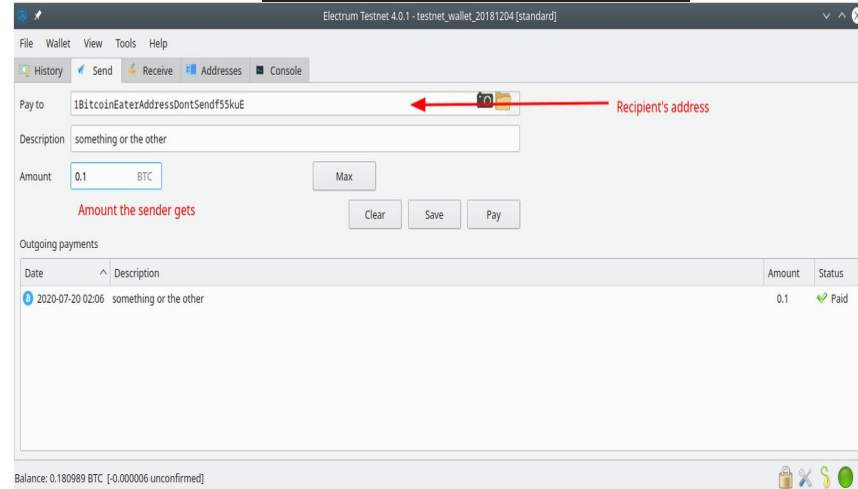 Electrum Testnet 4.0.1 - testnet_wallet_20181204 [standard]
File Wallet View Tools Help
History Send Receive Addresses Console
Pay to 1BitcoinEaterAddressDontSendf55kuE Recipient's address
Description something or the other
Amount 0.1 BTC Max
Amount the sender gets Clear Save Pay
Outgoing payments
Date Description Amount Status
2020-07-20 02:06 something or the other 0.1 Paid
Balance: 0.180989 BTC [-0.000006 unconfirmed]